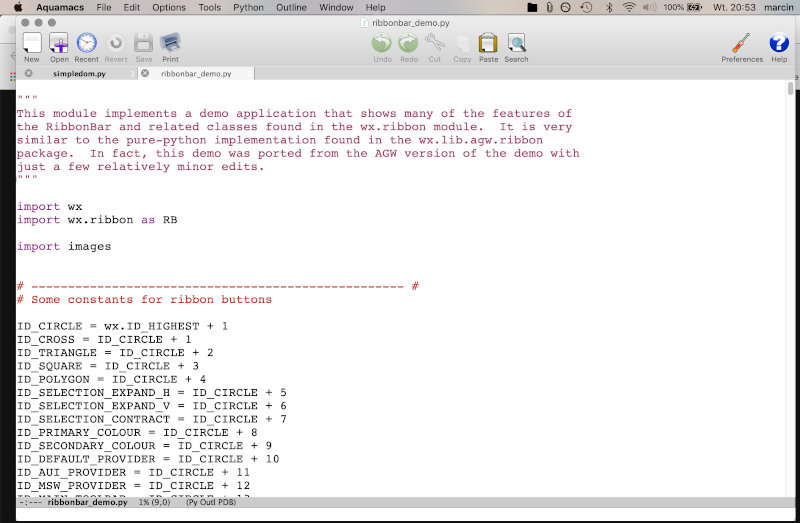 Aquamacs File Edit Options Tools Python Outline Window Help 100% Wt. 20:53 marcin
ribbonbar_demo.py
New Open Recent Revert Save Print Undo Redo Cut Copy Paste Search Preferences Help
simpledom.py ribbonbar_demo.py
"""
This module implements a demo application that shows many of the features of
the RibbonBar and related classes found in the wx.ribbon module.  It is very
similar to the pure-python implementation found in the wx.lib.agw.ribbon
package.  In fact, this demo was ported from the AGW version of the demo with
just a few relatively minor edits.
"""
import wx
import wx.ribbon as RB
import images
# --------------------------------------------------- #
# Some constants for ribbon buttons
ID_CIRCLE = wx.ID_HIGHEST + 1
ID_CROSS = ID_CIRCLE + 1
ID_TRIANGLE = ID_CIRCLE + 2
ID_SQUARE = ID_CIRCLE + 3
ID_POLYGON = ID_CIRCLE + 4
ID_SELECTION_EXPAND_H = ID_CIRCLE + 5
ID_SELECTION_EXPAND_V = ID_CIRCLE + 6
ID_SELECTION_CONTRACT = ID_CIRCLE + 7
ID_PRIMARY_COLOUR = ID_CIRCLE + 8
ID_SECONDARY_COLOUR = ID_CIRCLE + 9
ID_DEFAULT_PROVIDER = ID_CIRCLE + 10
ID_AUI_PROVIDER = ID_CIRCLE + 11
ID_MSW_PROVIDER = ID_CIRCLE + 12
ID_MAIN_TOOLBAR = ID_CIRCLE + 13
-:--- ribbonbar_demo.py 1% (9,0) (Py Outl PDB)